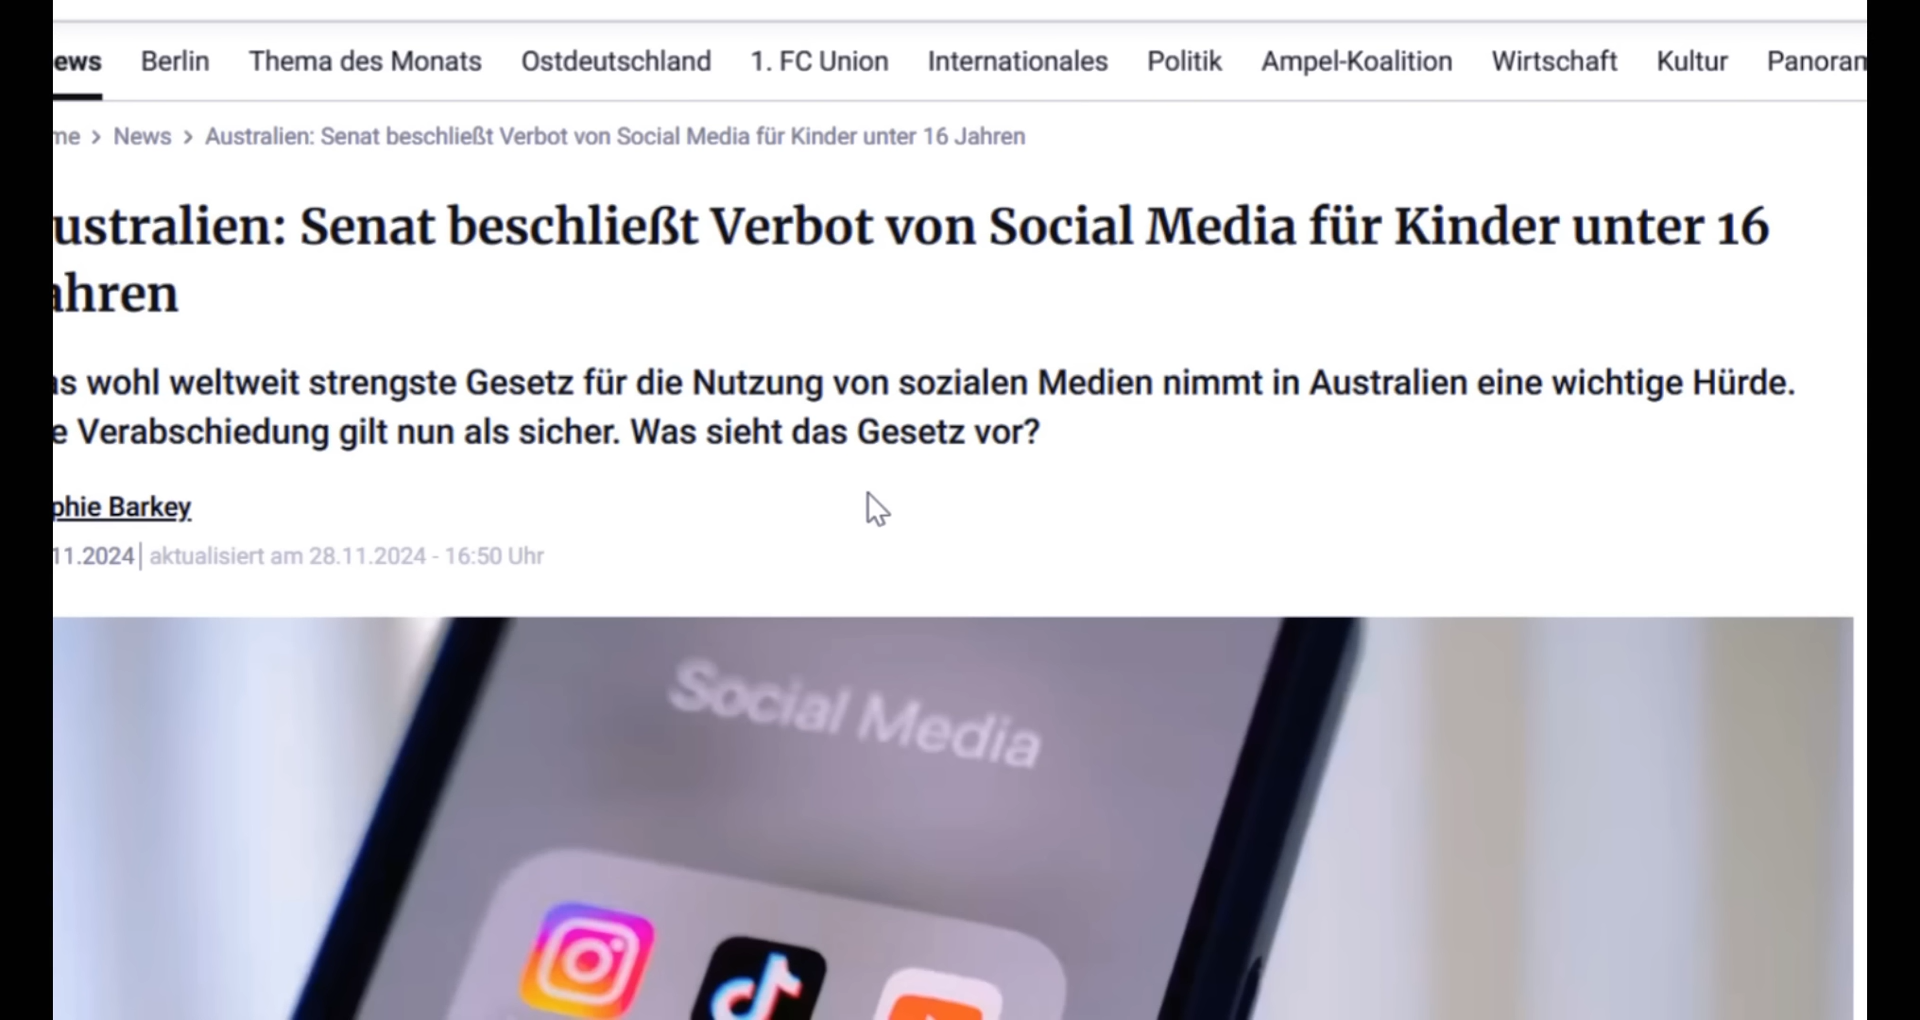 ews Berlin Thema des Monats Ostdeutschland 1. FC Union Internationales Politik Ampel-Koalition Wirtschaft Kultur Panoram
me > News > Australien: Senat beschließt Verbot von Social Media für Kinder unter 16 Jahren
ustralien: Senat beschließt Verbot von Social Media für Kinder unter 16
ahren
as wohl weltweit strengste Gesetz für die Nutzung von sozialen Medien nimmt in Australien eine wichtige Hürde.
e Verabschiedung gilt nun als sicher. Was sieht das Gesetz vor?
phie Barkey
11.2024 | aktualisiert am 28.11.2024 - 16:50 Uhr
Social Media